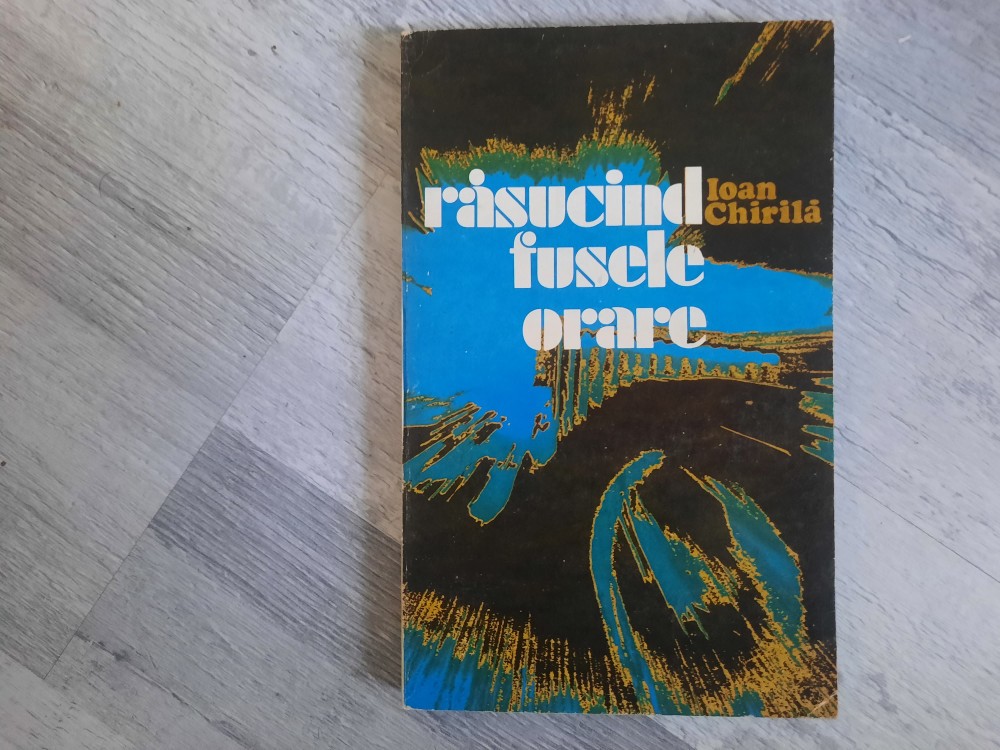 răsucind
fusele
orare
Ioan
Chirilă